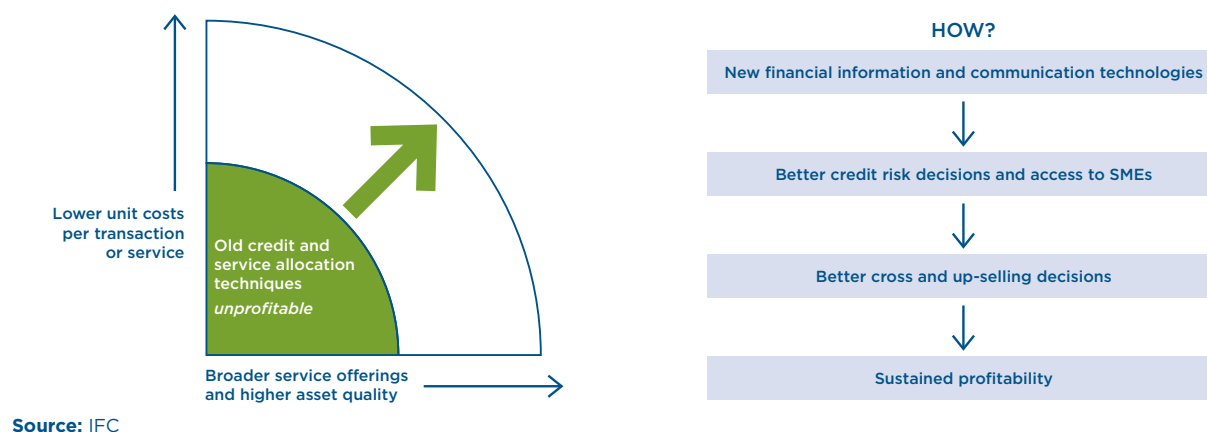 Lower unit costs
per transaction
or service
Old credit and
service allocation
techniques
unprofitable
Broader service offerings
and higher asset quality
HOW?
New financial information and communication technologies
Better credit risk decisions and access to SMEs
Better cross and up-selling decisions
Sustained profitability
Source: IFC